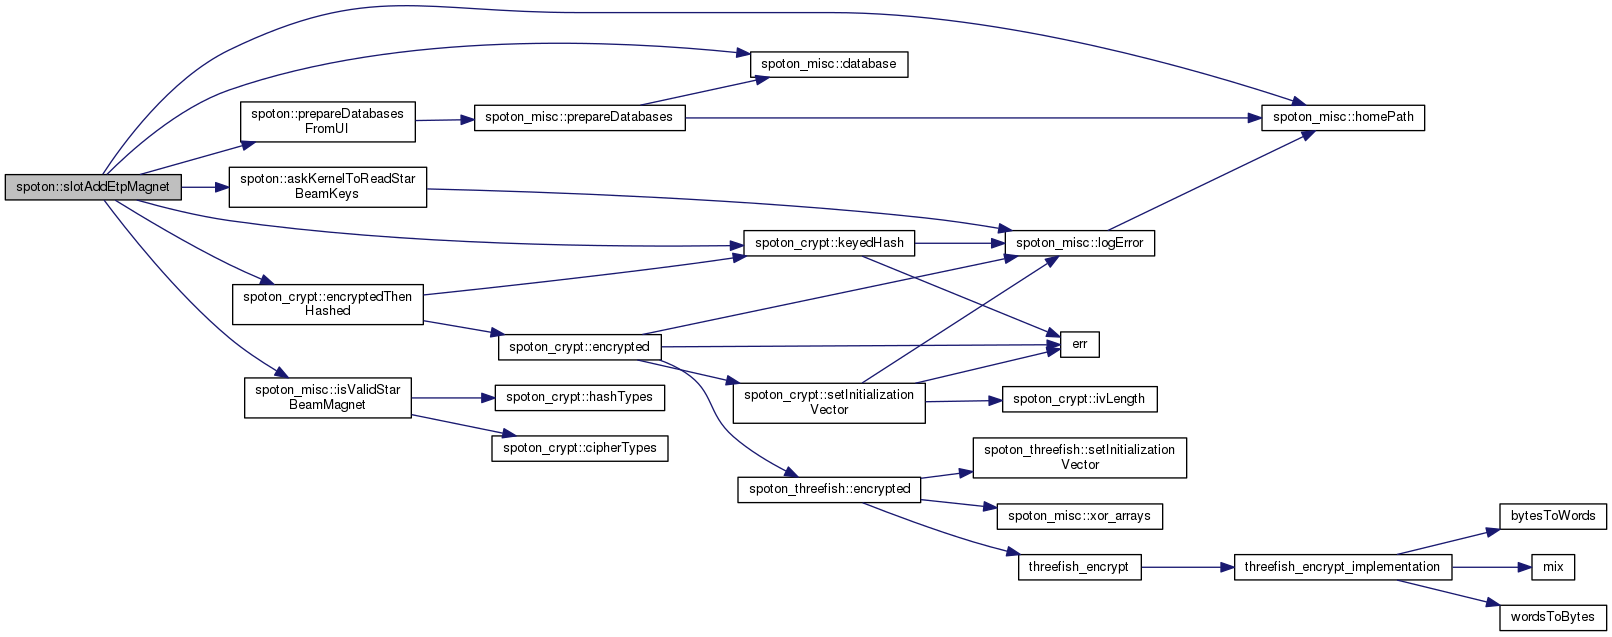 spoton::slotAddEtpMagnet
spoton::prepareDatabases
FromUI
spoton::askKernelToReadStar
BeamKeys
spoton_crypt::encryptedThen
Hashed
spoton_misc::isValidStar
BeamMagnet
spoton_misc::prepareDatabases
spoton_crypt::encrypted
spoton_crypt::hashTypes
spoton_crypt::cipherTypes
spoton_misc::database
spoton_crypt::keyedHash
spoton_crypt::setInitialization
Vector
spoton_threefish::encrypted
spoton_misc::logError
err
spoton_crypt::ivLength
spoton_threefish::setInitialization
Vector
spoton_misc::xor_arrays
threefish_encrypt
spoton_misc::homePath
threefish_encrypt_implementation
bytesToWords
mix
wordsToBytes